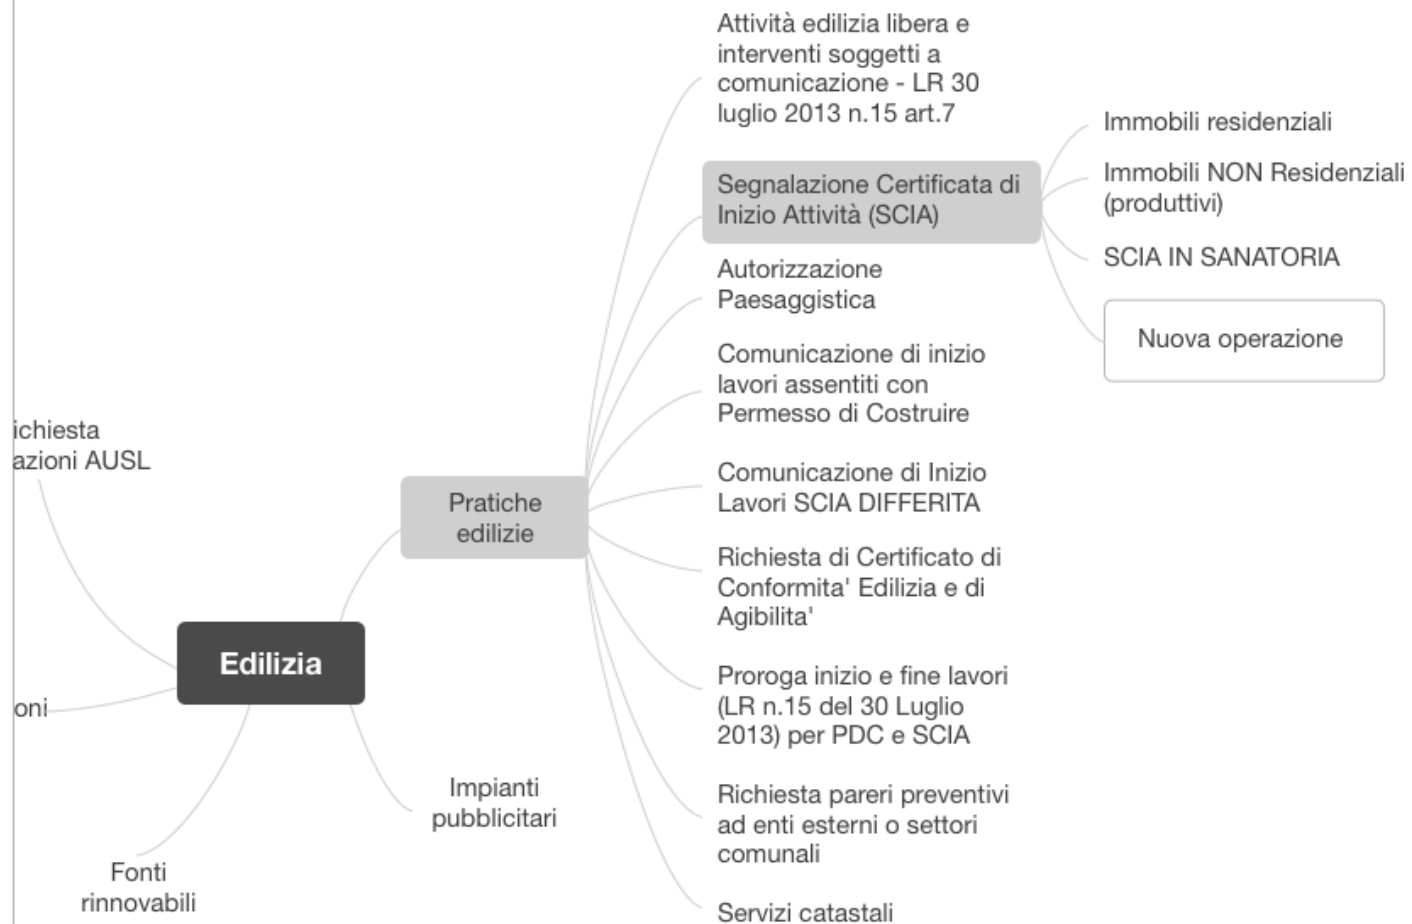 Attività edilizia libera e
interventi soggetti a
comunicazione - LR 30
luglio 2013 n.15 art.7
Segnalazione Certificata di
Inizio Attività (SCIA)
Immobili residenziali
Immobili NON Residenziali
(produttivi)
SCIA IN SANATORIA
Nuova operazione
Autorizzazione
Paesaggistica
Comunicazione di inizio
lavori assentiti con
Permesso di Costruire
Comunicazione di Inizio
Lavori SCIA DIFFERITA
Richiesta di Certificato di
Conformita' Edilizia e di
Agibilita'
Proroga inizio e fine lavori
(LR n.15 del 30 Luglio
2013) per PDC e SCIA
Richiesta pareri preventivi
ad enti esterni o settori
comunali
Servizi catastali
Pratiche
edilizie
ichiesta
azioni AUSL
Edilizia
oni
Impianti
pubblicitari
Fonti
rinnovabili